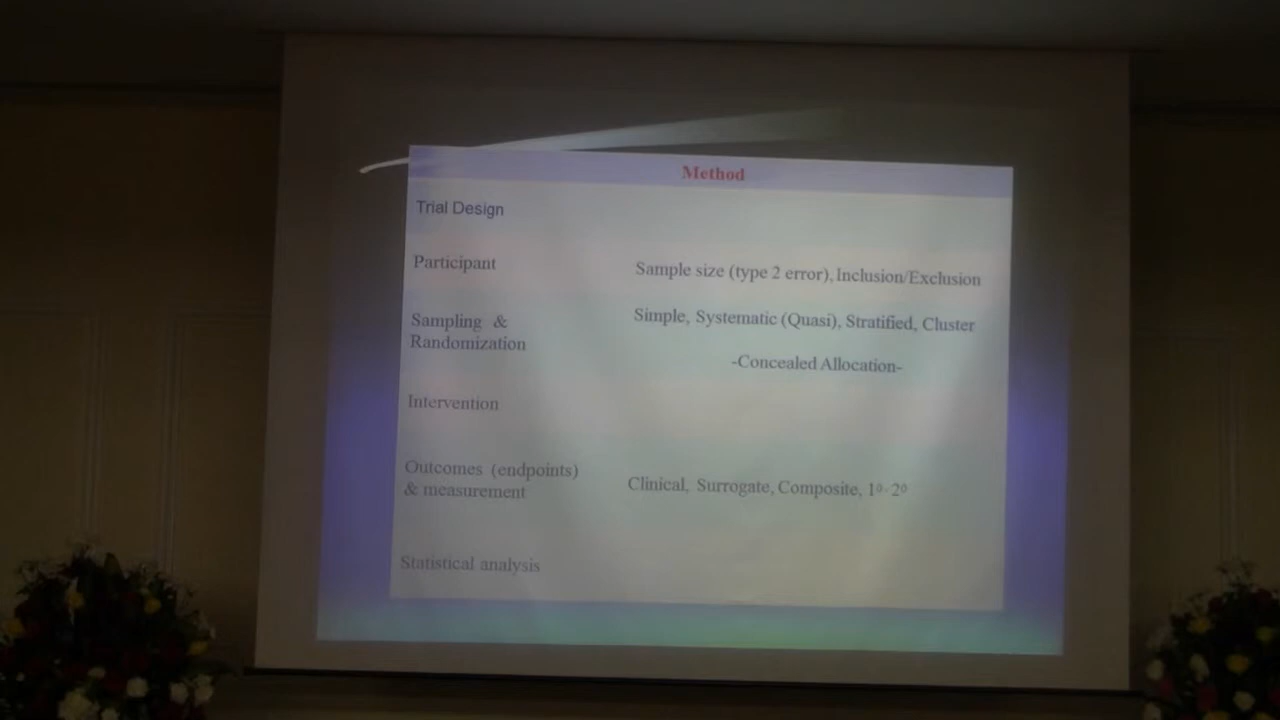 Method
Trial Design
Participant
Sample size (type 2 error), Inclusion/Exclusion
Sampling &
Randomization
Simple, Systematic (Quasi), Stratified, Cluster
-Concealed Allocation-
Intervention
Outcomes (endpoints)
& measurement
Clinical, Surrogate, Composite, 1º- 2º
Statistical analysis